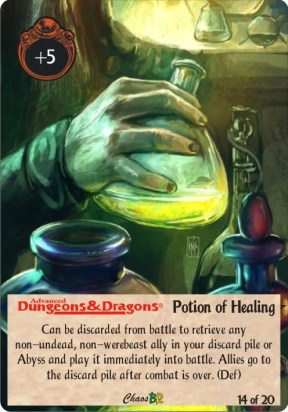 +5
Advanced
Dungeons&Dragons®
Potion of Healing
Can be discarded from battle to retrieve any
non-undead, non-werebeast ally in your discard pile or
Abyss and play it immediately into battle. Allies go to
the discard pile after combat is over. (Def)
14 of 20